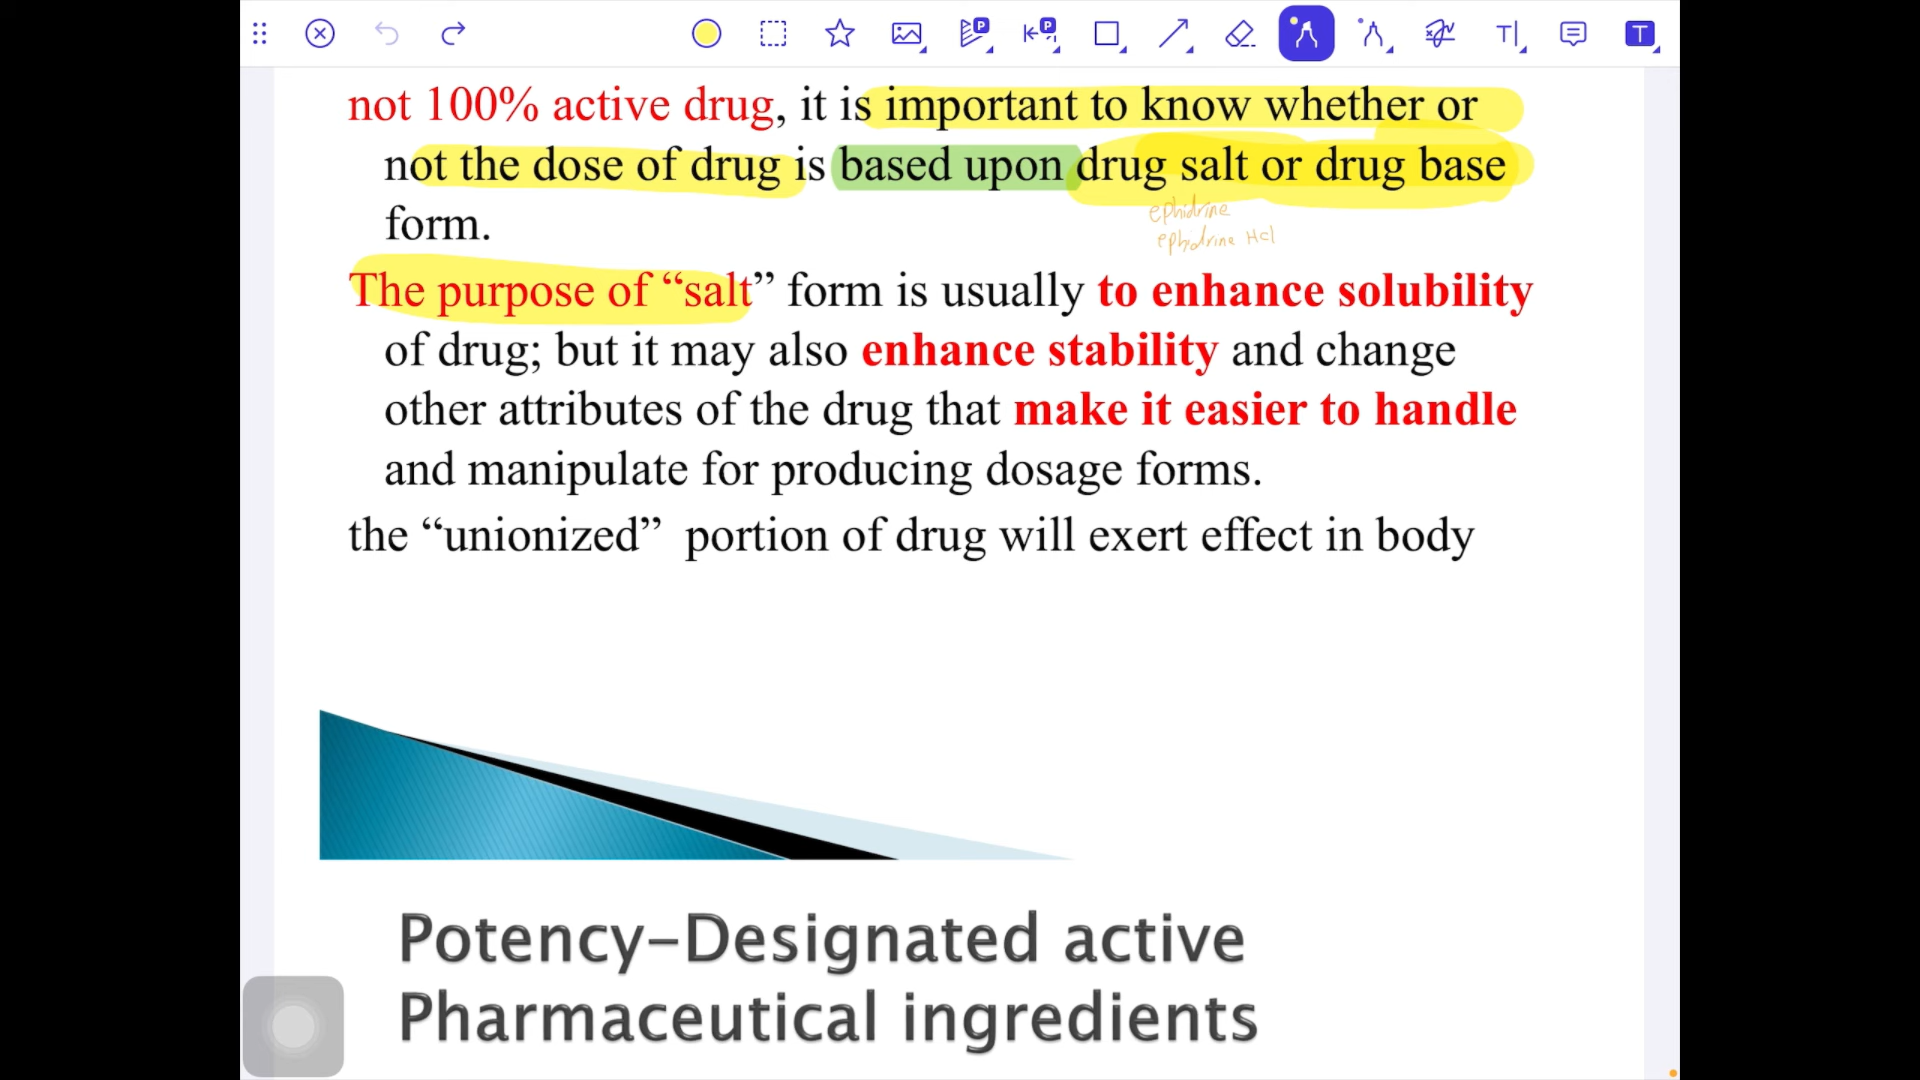 not 100% active drug, it is important to know whether or
not the dose of drug is based upon drug salt or drug base
form.
ephidrine
ephidrine Hcl
The purpose of “salt” form is usually to enhance solubility
of drug; but it may also enhance stability and change
other attributes of the drug that make it easier to handle
and manipulate for producing dosage forms.
the “unionized” portion of drug will exert effect in body
Potency–Designated active
Pharmaceutical ingredients